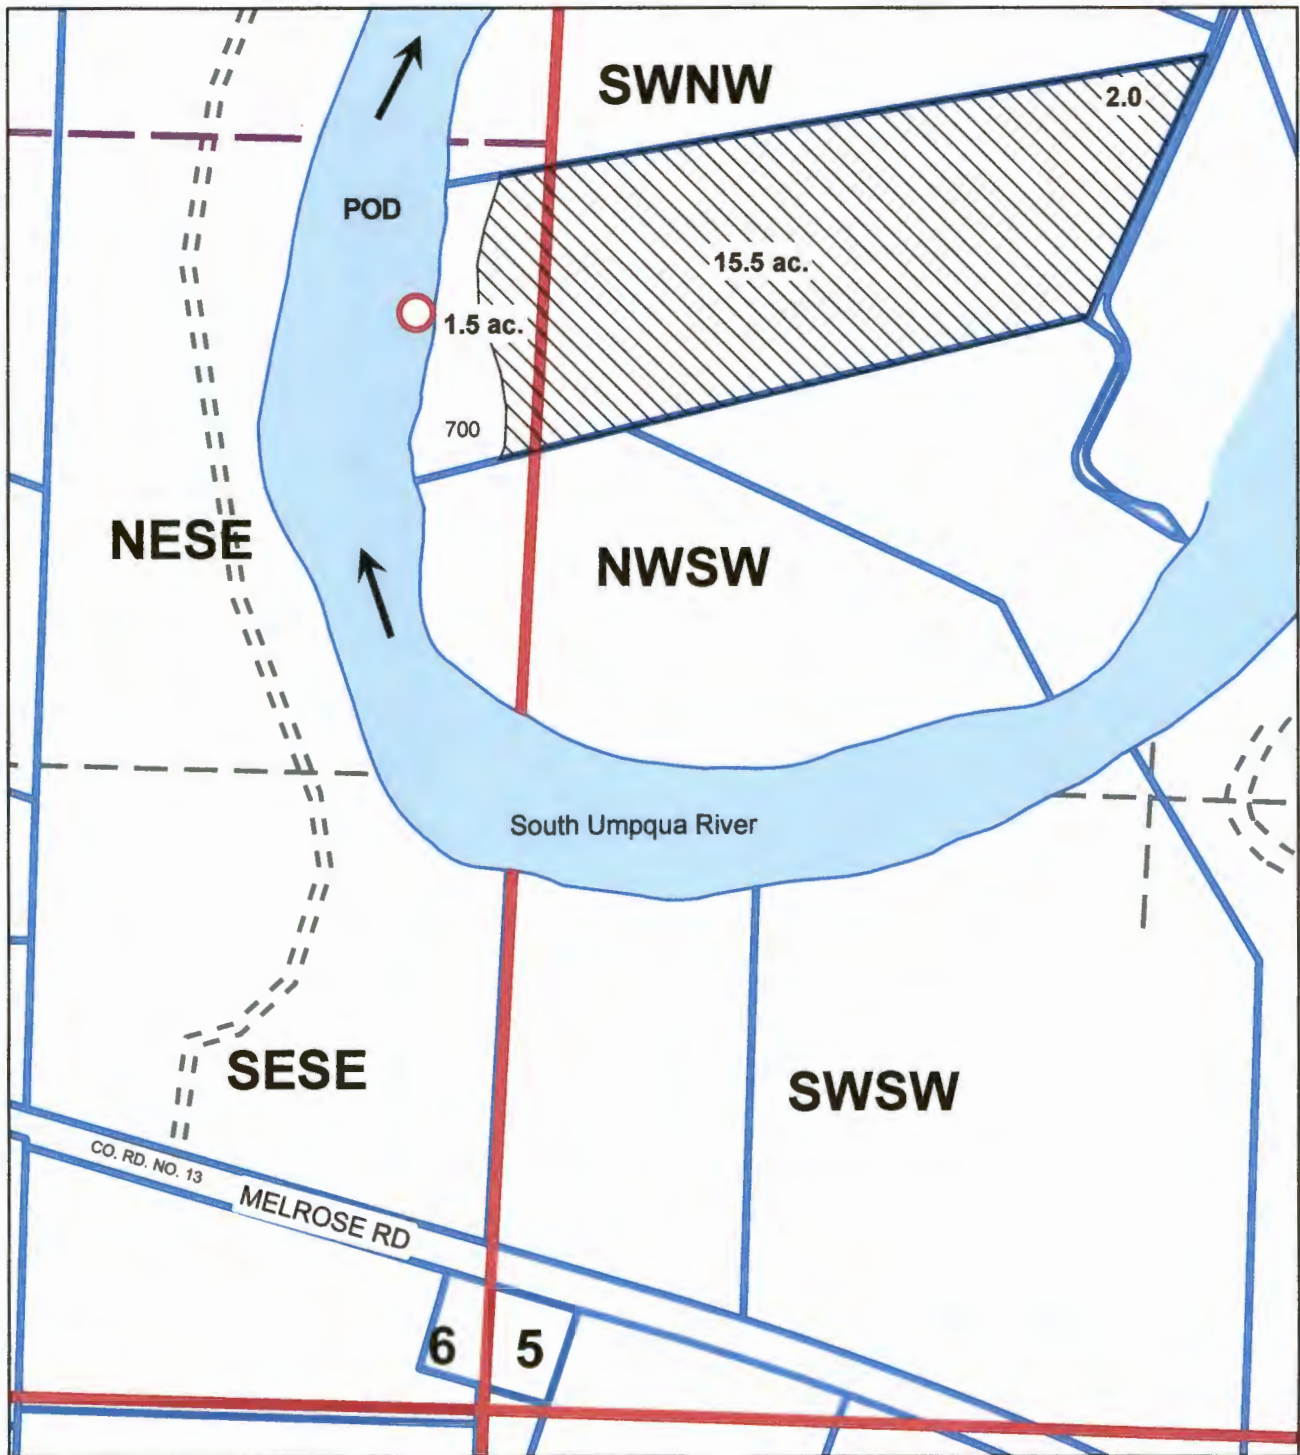 SWNW
2.0
POD
15.5 ac.
1.5 ac.
700
NESE
NWSW
South Umpqua River
SESE
SWSW
CO. RD. NO. 13
MELROSE RD
6
5